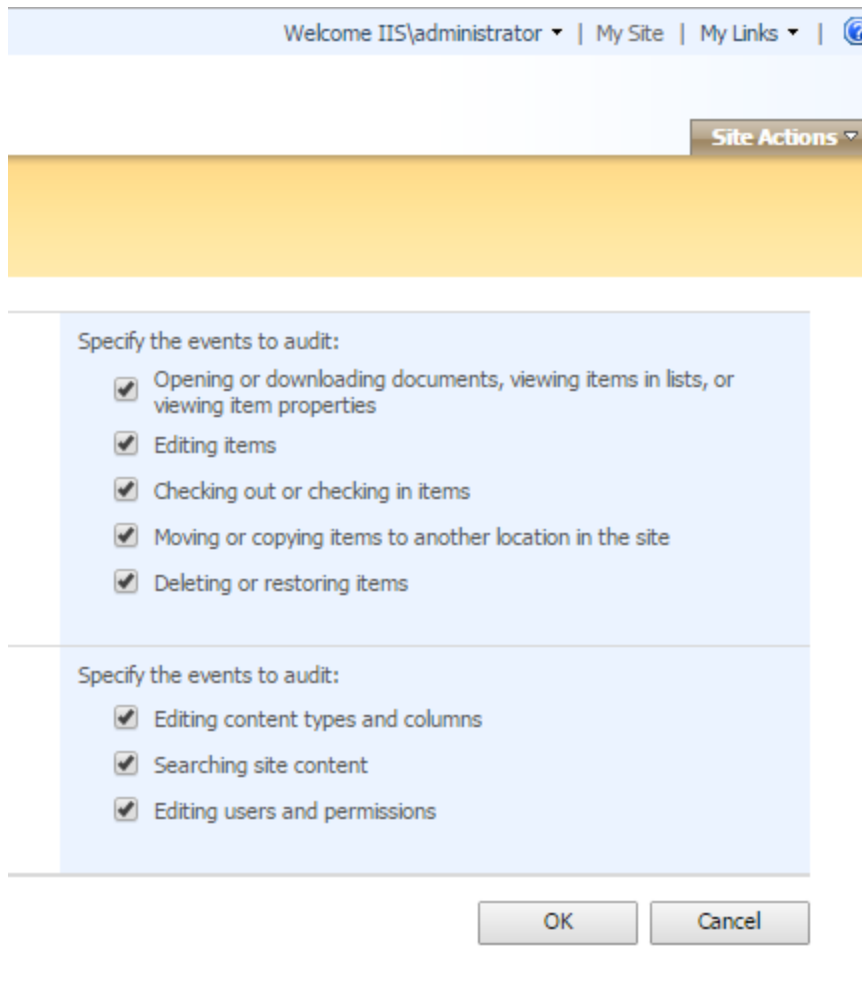 Welcome IIS\administrator | My Site | My Links |
Site Actions
Specify the events to audit:
Opening or downloading documents, viewing items in lists, or
viewing item properties
Editing items
Checking out or checking in items
Moving or copying items to another location in the site
Deleting or restoring items
Specify the events to audit:
Editing content types and columns
Searching site content
Editing users and permissions
OK Cancel